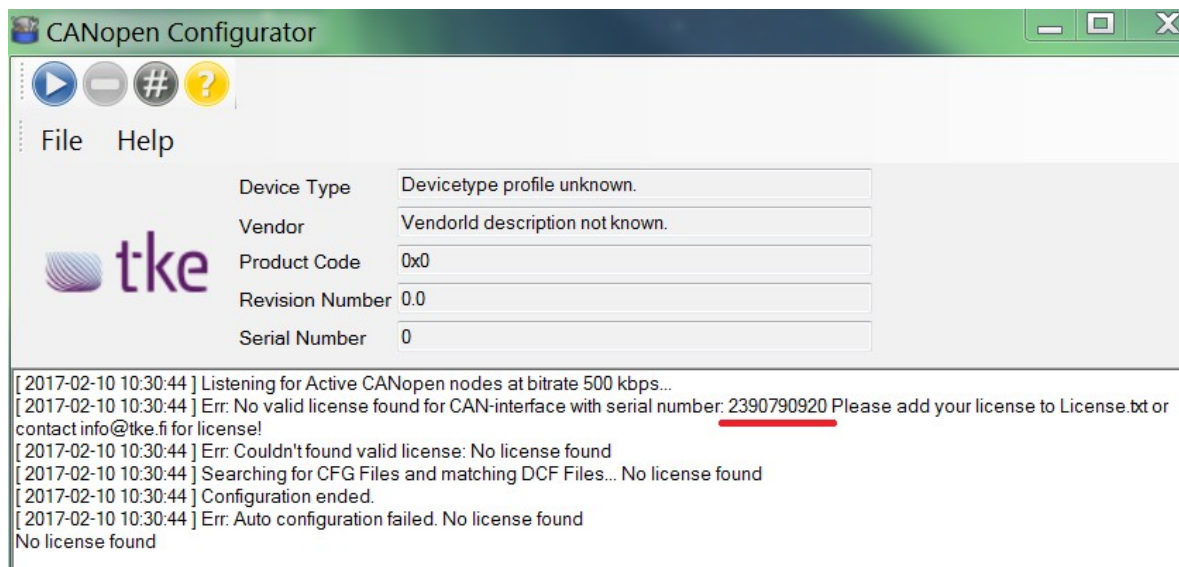 CANopen Configurator
#
?
File Help
Device Type Devicetype profile unknown.
Vendor VendorId description not known.
tke
Product Code 0x0
Revision Number 0.0
Serial Number 0
[ 2017-02-10 10:30:44 ] Listening for Active CANopen nodes at bitrate 500 kbps...
[ 2017-02-10 10:30:44 ] Err: No valid license found for CAN-interface with serial number: 2390790920 Please add your license to License.txt or
contact info@tke.fi for license!
[ 2017-02-10 10:30:44 ] Err: Couldn't found valid license: No license found
[ 2017-02-10 10:30:44 ] Searching for CFG Files and matching DCF Files... No license found
[ 2017-02-10 10:30:44 ] Configuration ended.
[ 2017-02-10 10:30:44 ] Err: Auto configuration failed. No license found
No license found